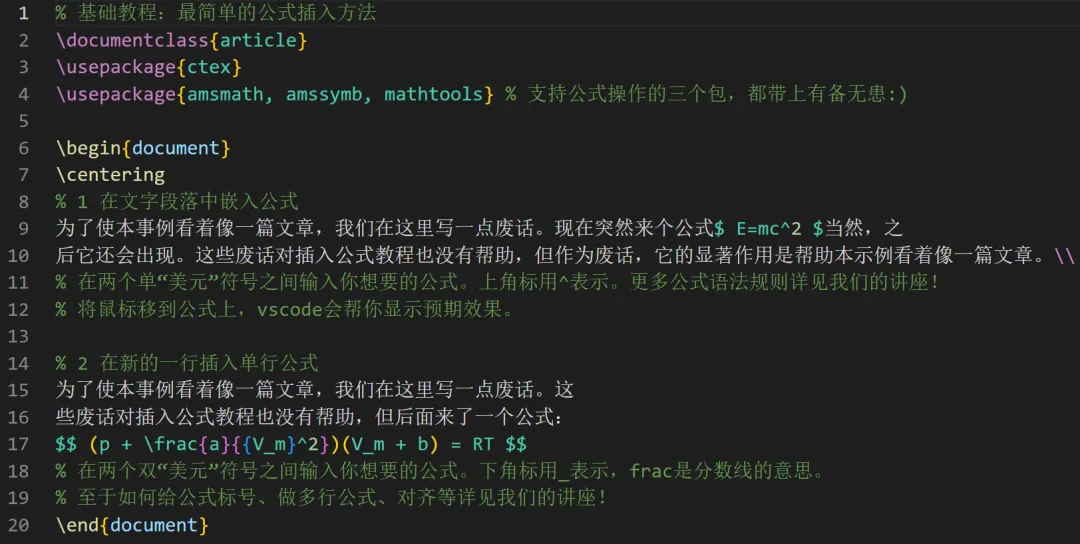 1 % 基础教程：最简单的公式插入方法
2 \documentclass{article}
3 \usepackage{ctex}
4 \usepackage{amsmath, amssymb, mathtools} % 支持公式操作的三个包，都带上有备无患:)
5
6 \begin{document}
7 \centering
8 % 1 在文字段落中嵌入公式
9 为了使本事例看着像一篇文章，我们在这里写一点废话。现在突然来个公式$ E=mc^2 $当然，之
10 后它还会出现。这些废话对插入公式教程也没有帮助，但作为废话，它的显著作用是帮助本示例看着像一篇文章。\\
11 % 在两个单“美元”符号之间输入你想要的公式。上角标用^表示。更多公式语法规则详见我们的讲座！
12 % 将鼠标移到公式上，vscode会帮你显示预期效果。
13
14 % 2 在新的一行插入单行公式
15 为了使本事例看着像一篇文章，我们在这里写一点废话。这
16 些废话对插入公式教程也没有帮助，但后面来了一个公式：
17 $$ (p + \frac{a}{{V_m}^2})(V_m + b) = RT $$
18 % 在两个双“美元”符号之间输入你想要的公式。下角标用_表示，frac是分数线的意思。
19 % 至于如何给公式标号、做多行公式、对齐等详见我们的讲座！
20 \end{document}